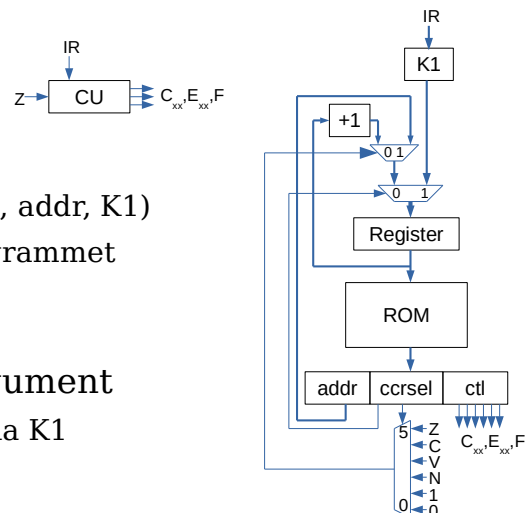 IR
Z
CU
Cxx,Exx,F
, addr, K1)
rammet
ument
a K1
IR
K1
+1
0 1
0 1
Register
ROM
addr ccrsel ctl
5
Z
C
V
N
1
0
0
Cxx,Exx,F